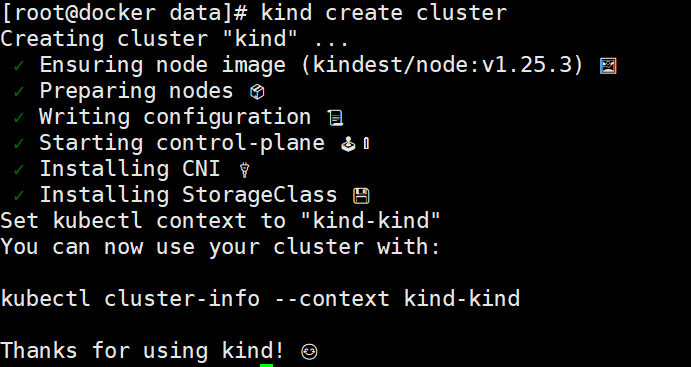 [root@docker data]# kind create cluster
Creating cluster "kind" ...
✓ Ensuring node image (kindest/node:v1.25.3) 🖼
✓ Preparing nodes 📦
✓ Writing configuration 📜
✓ Starting control-plane 🕹️
✓ Installing CNI 🔌
✓ Installing StorageClass 💾
Set kubectl context to "kind-kind"
You can now use your cluster with:
kubectl cluster-info --context kind-kind
Thanks for using kind! 😊